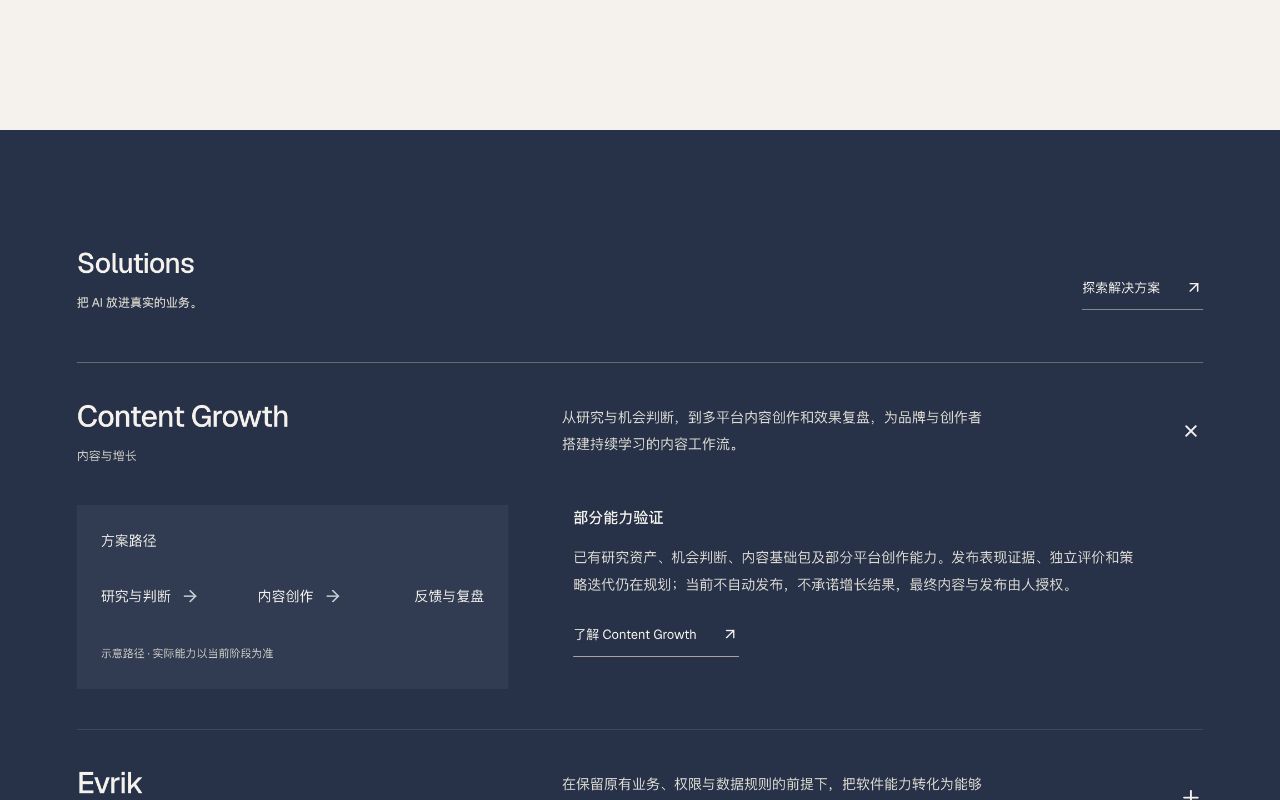 Solutions
把 AI 放进真实的业务。
探索解决方案
Content Growth
内容与增长
从研究与机会判断，到多平台内容创作和效果复盘，为品牌与创作者
搭建持续学习的内容工作流。
方案路径
研究与判断 → 内容创作 → 反馈与复盘
示意路径 · 实际能力以当前阶段为准
部分能力验证
已有研究资产、机会判断、内容基础包及部分平台创作能力。发布表现证据、独立评价和策
略迭代仍在规划；当前不自动发布，不承诺增长结果，最终内容与发布由人授权。
了解 Content Growth
Evrik
在保留原有业务、权限与数据规则的前提下，把软件能力转化为能够